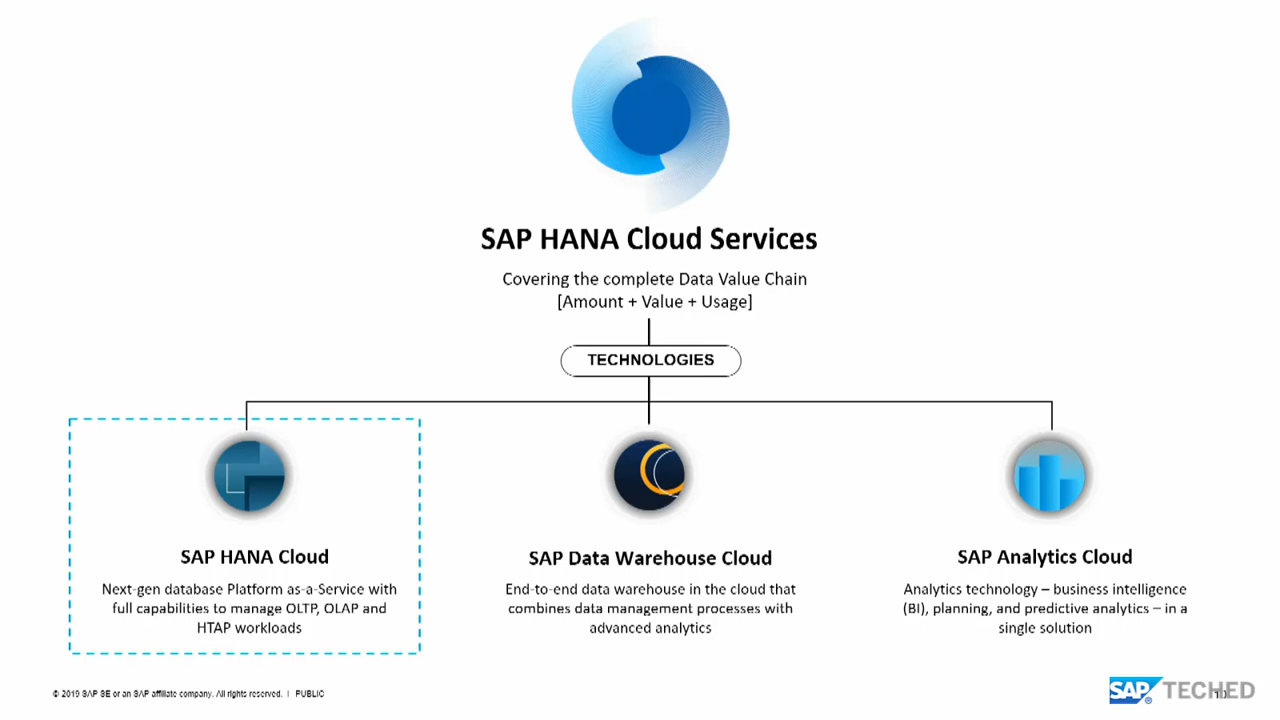 SAP HANA Cloud Services
Covering the complete Data Value Chain
[Amount + Value + Usage]
TECHNOLOGIES
SAP HANA Cloud
Next-gen database Platform as-a-Service with
full capabilities to manage OLTP, OLAP and
HTAP workloads
SAP Data Warehouse Cloud
End-to-end data warehouse in the cloud that
combines data management processes with
advanced analytics
SAP Analytics Cloud
Analytics technology – business intelligence
(BI), planning, and predictive analytics – in a
single solution
© 2019 SAP SE or an SAP affiliate company. All rights reserved. | PUBLIC
SAP® TECHED
10